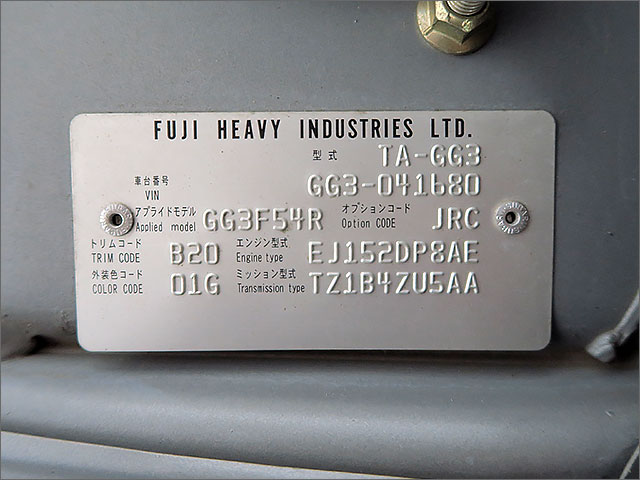 FUJI HEAVY INDUSTRIES LTD.
型式 TA-GG3
車台番号 VIN GG3-041680
アプライドモデル Applied model GG3F54R オプションコード Option CODE JRC
トリムコード TRIM CODE B20 エンジン型式 Engine type EJ152DP8AE
外装色コード COLOR CODE 01G ミッション型式 Transmission type TZ1B4ZU5AA